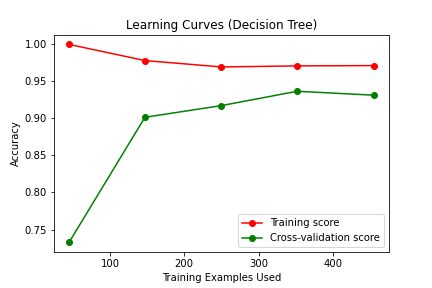 Learning Curves (Decision Tree)
1.00
0.95
0.90
0.85
0.80
0.75
Accuracy
100
200
300
400
Training Examples Used
Training score
Cross-validation score